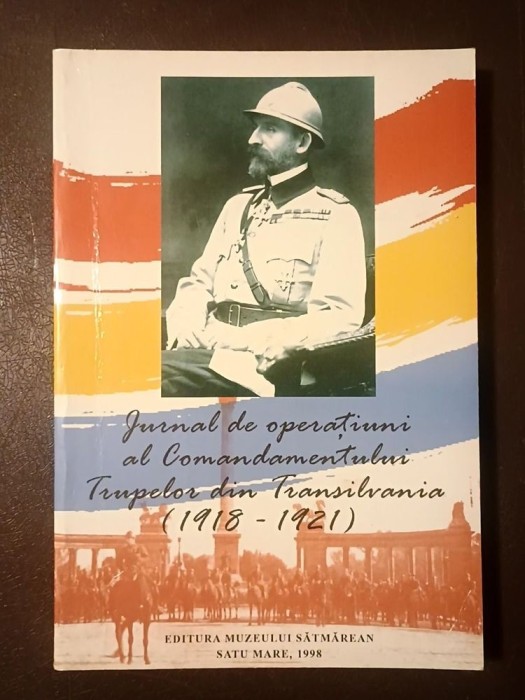 Jurnal de operațiuni
al Comandamentului
Trupelor din Transilvania
(1918 - 1921)
EDITURA MUZEULUI SĂTMĂREAN
SATU MARE, 1998